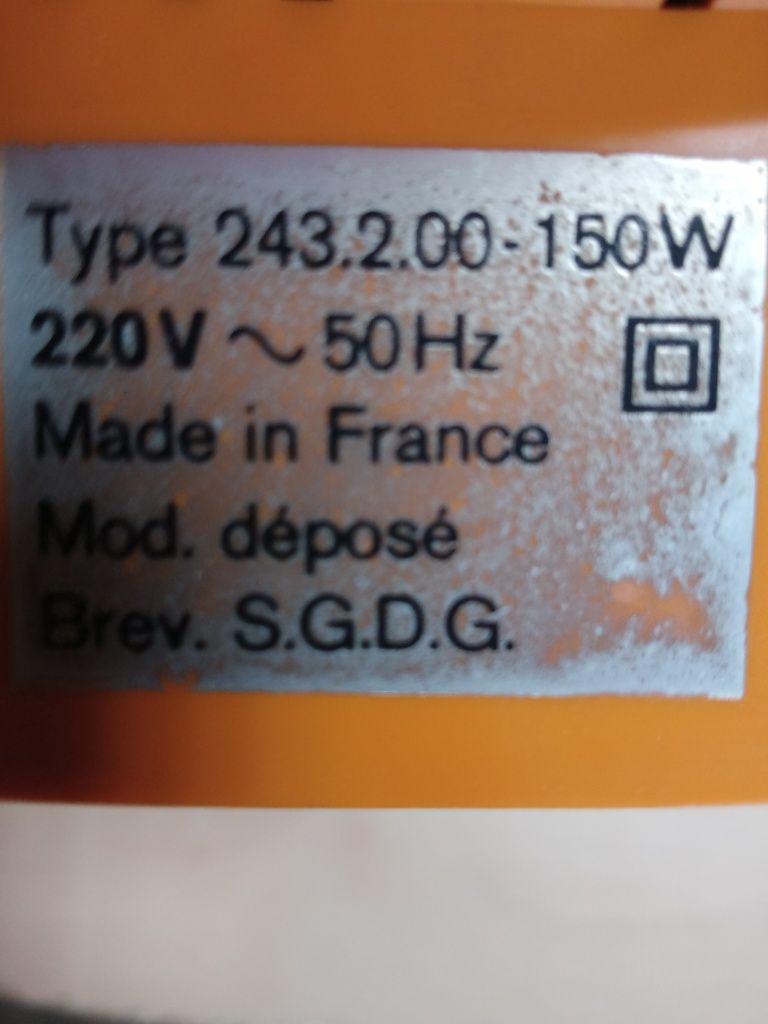 Type 243.2.00-150W
220V ~ 50Hz
Made in France
Mod. déposé
Brev. S.G.D.G.